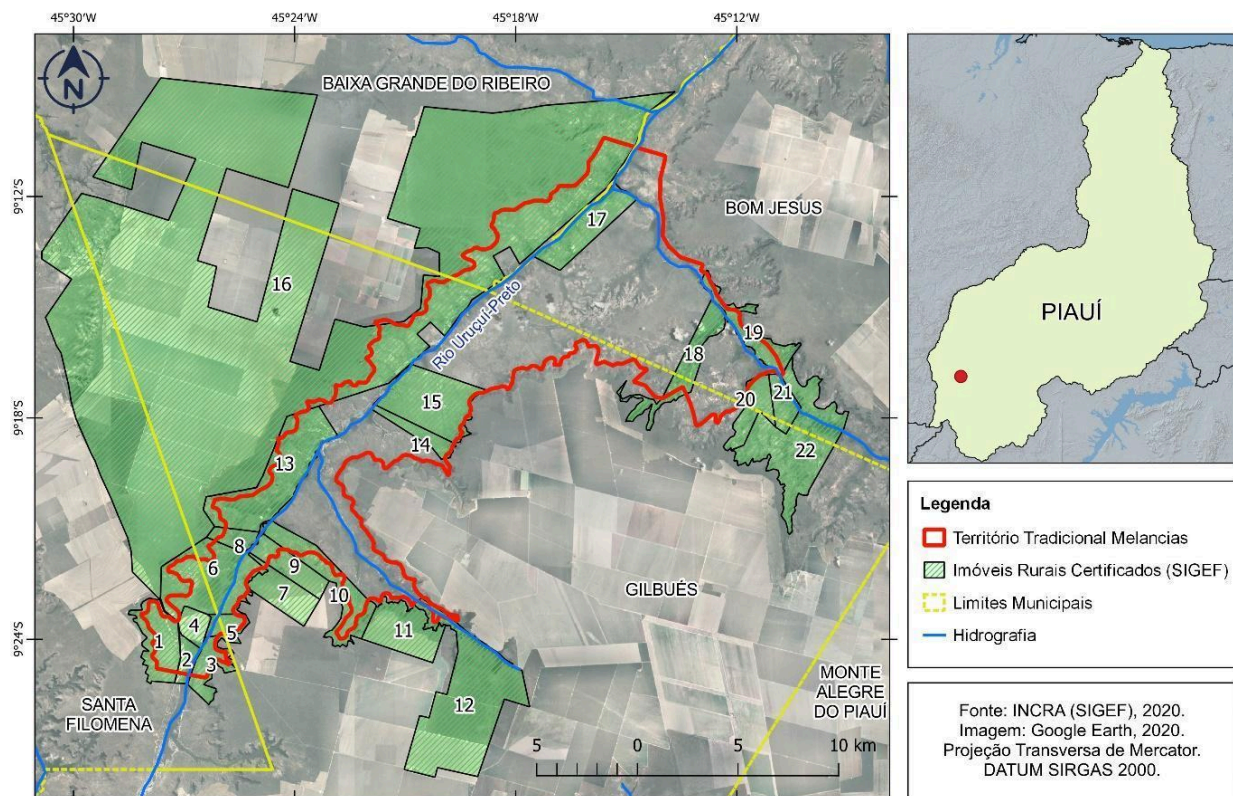 45°30'W
45°24'W
45°18'W
45°12'W
9°12'S
9°18'S
9°24'S
N
BAIXA GRANDE DO RIBEIRO
BOM JESUS
17
16
Rio Uruçuí-Preto
19
18
15
20
21
14
22
13
8
9
6
7
GILBUÉS
10
4
5
11
1
2
3
12
SANTA
FILOMENA
MONTE
ALEGRE
DO PIAUÍ
5 0 5 10 km
PIAUÍ
Legenda
Território Tradicional Melancias
Imóveis Rurais Certificados (SIGEF)
Limites Municipais
Hidrografia
Fonte: INCRA (SIGEF), 2020.
Imagem: Google Earth, 2020.
Projeção Transversa de Mercator.
DATUM SIRGAS 2000.